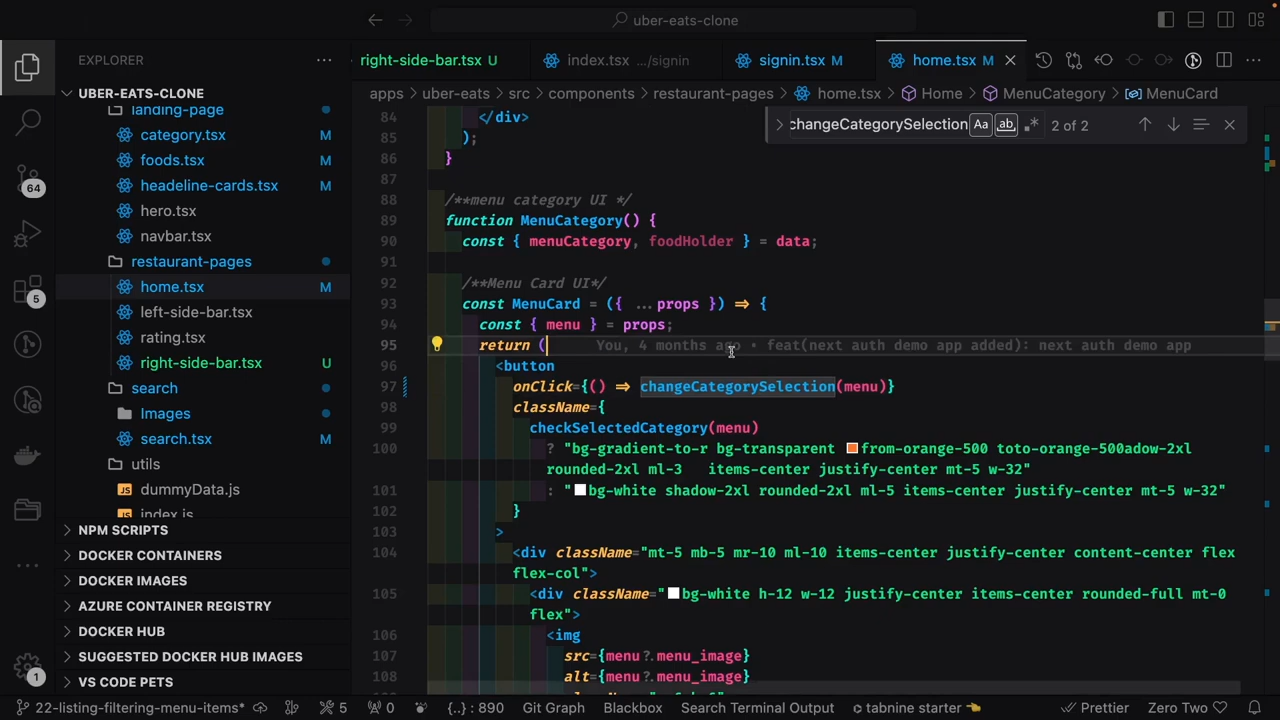 uber-eats-clone
EXPLORER
UBER-EATS-CLONE
landing-page
category.tsx M
foods.tsx M
headeline-cards.tsx M
hero.tsx
navbar.tsx
restaurant-pages
home.tsx M
left-side-bar.tsx
rating.tsx
right-side-bar.tsx U
search
Images
search.tsx M
utils
JS dummyData.js
JS index.js
NPM SCRIPTS
DOCKER CONTAINERS
DOCKER IMAGES
AZURE CONTAINER REGISTRY
DOCKER HUB
SUGGESTED DOCKER HUB IMAGES
VS CODE PETS
64
5
1
right-side-bar.tsx U
index.tsx .../signin
signin.tsx M
home.tsx M
apps > uber-eats > src > components > restaurant-pages > home.tsx > Home > MenuCategory > MenuCard
changeCategorySelection Aa ab .* 2 of 2
84 </div>
85 );
86 }
87
88 /**menu category UI */
89 function MenuCategory() {
90 const { menuCategory, foodHolder } = data;
91
92 /**Menu Card UI*/
93 const MenuCard = ({ ...props }) => {
94 const { menu } = props;
95 return ( You, 4 months ago • feat(next auth demo app added): next auth demo app
96 <button
97 onClick={() => changeCategorySelection(menu)}
98 className={
99 checkSelectedCategory(menu)
100 ? "bg-gradient-to-r bg-transparent from-orange-500 toto-orange-500adow-2xl
rounded-2xl ml-3 items-center justify-center mt-5 w-32"
101 : "bg-white shadow-2xl rounded-2xl ml-5 items-center justify-center mt-5 w-32"
102 }
103 >
104 <div className="mt-5 mb-5 mr-10 ml-10 items-center justify-center content-center flex
flex-col">
105 <div className="bg-white h-12 w-12 justify-center items-center rounded-full mt-0
flex">
106 <img
107 src={menu?.menu_image}
108 alt={menu?.menu_image}
22-listing-filtering-menu-items* 5 0 {..} : 890 Git Graph Blackbox Search Terminal Output tabnine starter Prettier Zero Two